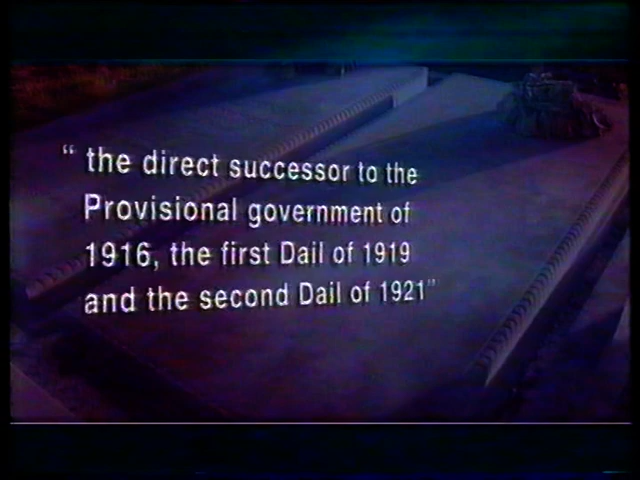 “ the direct successor to the
Provisional government of
1916, the first Dail of 1919
and the second Dail of 1921”